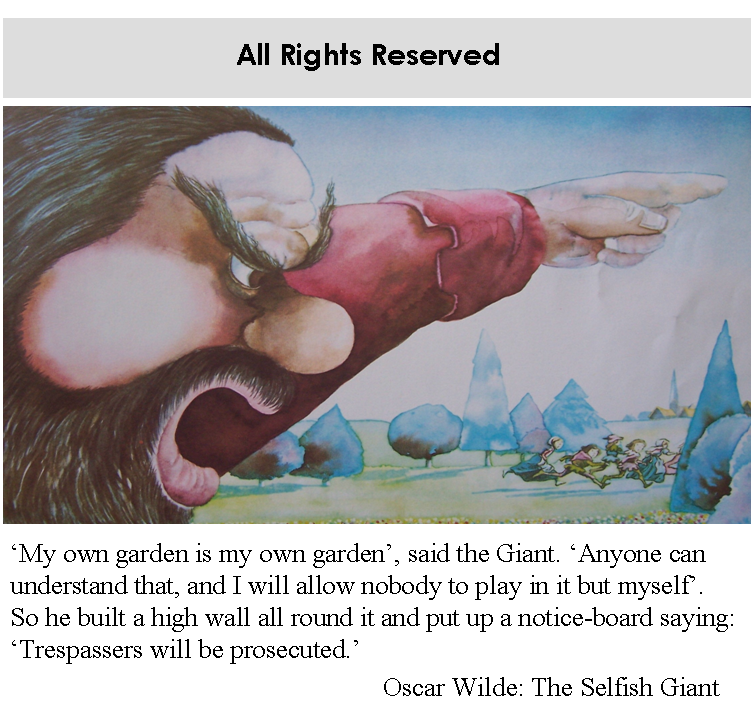 All Rights Reserved
‘My own garden is my own garden’, said the Giant. ‘Anyone can
understand that, and I will allow nobody to play in it but myself’.
So he built a high wall all round it and put up a notice-board saying:
‘Trespassers will be prosecuted.’
Oscar Wilde: The Selfish Giant